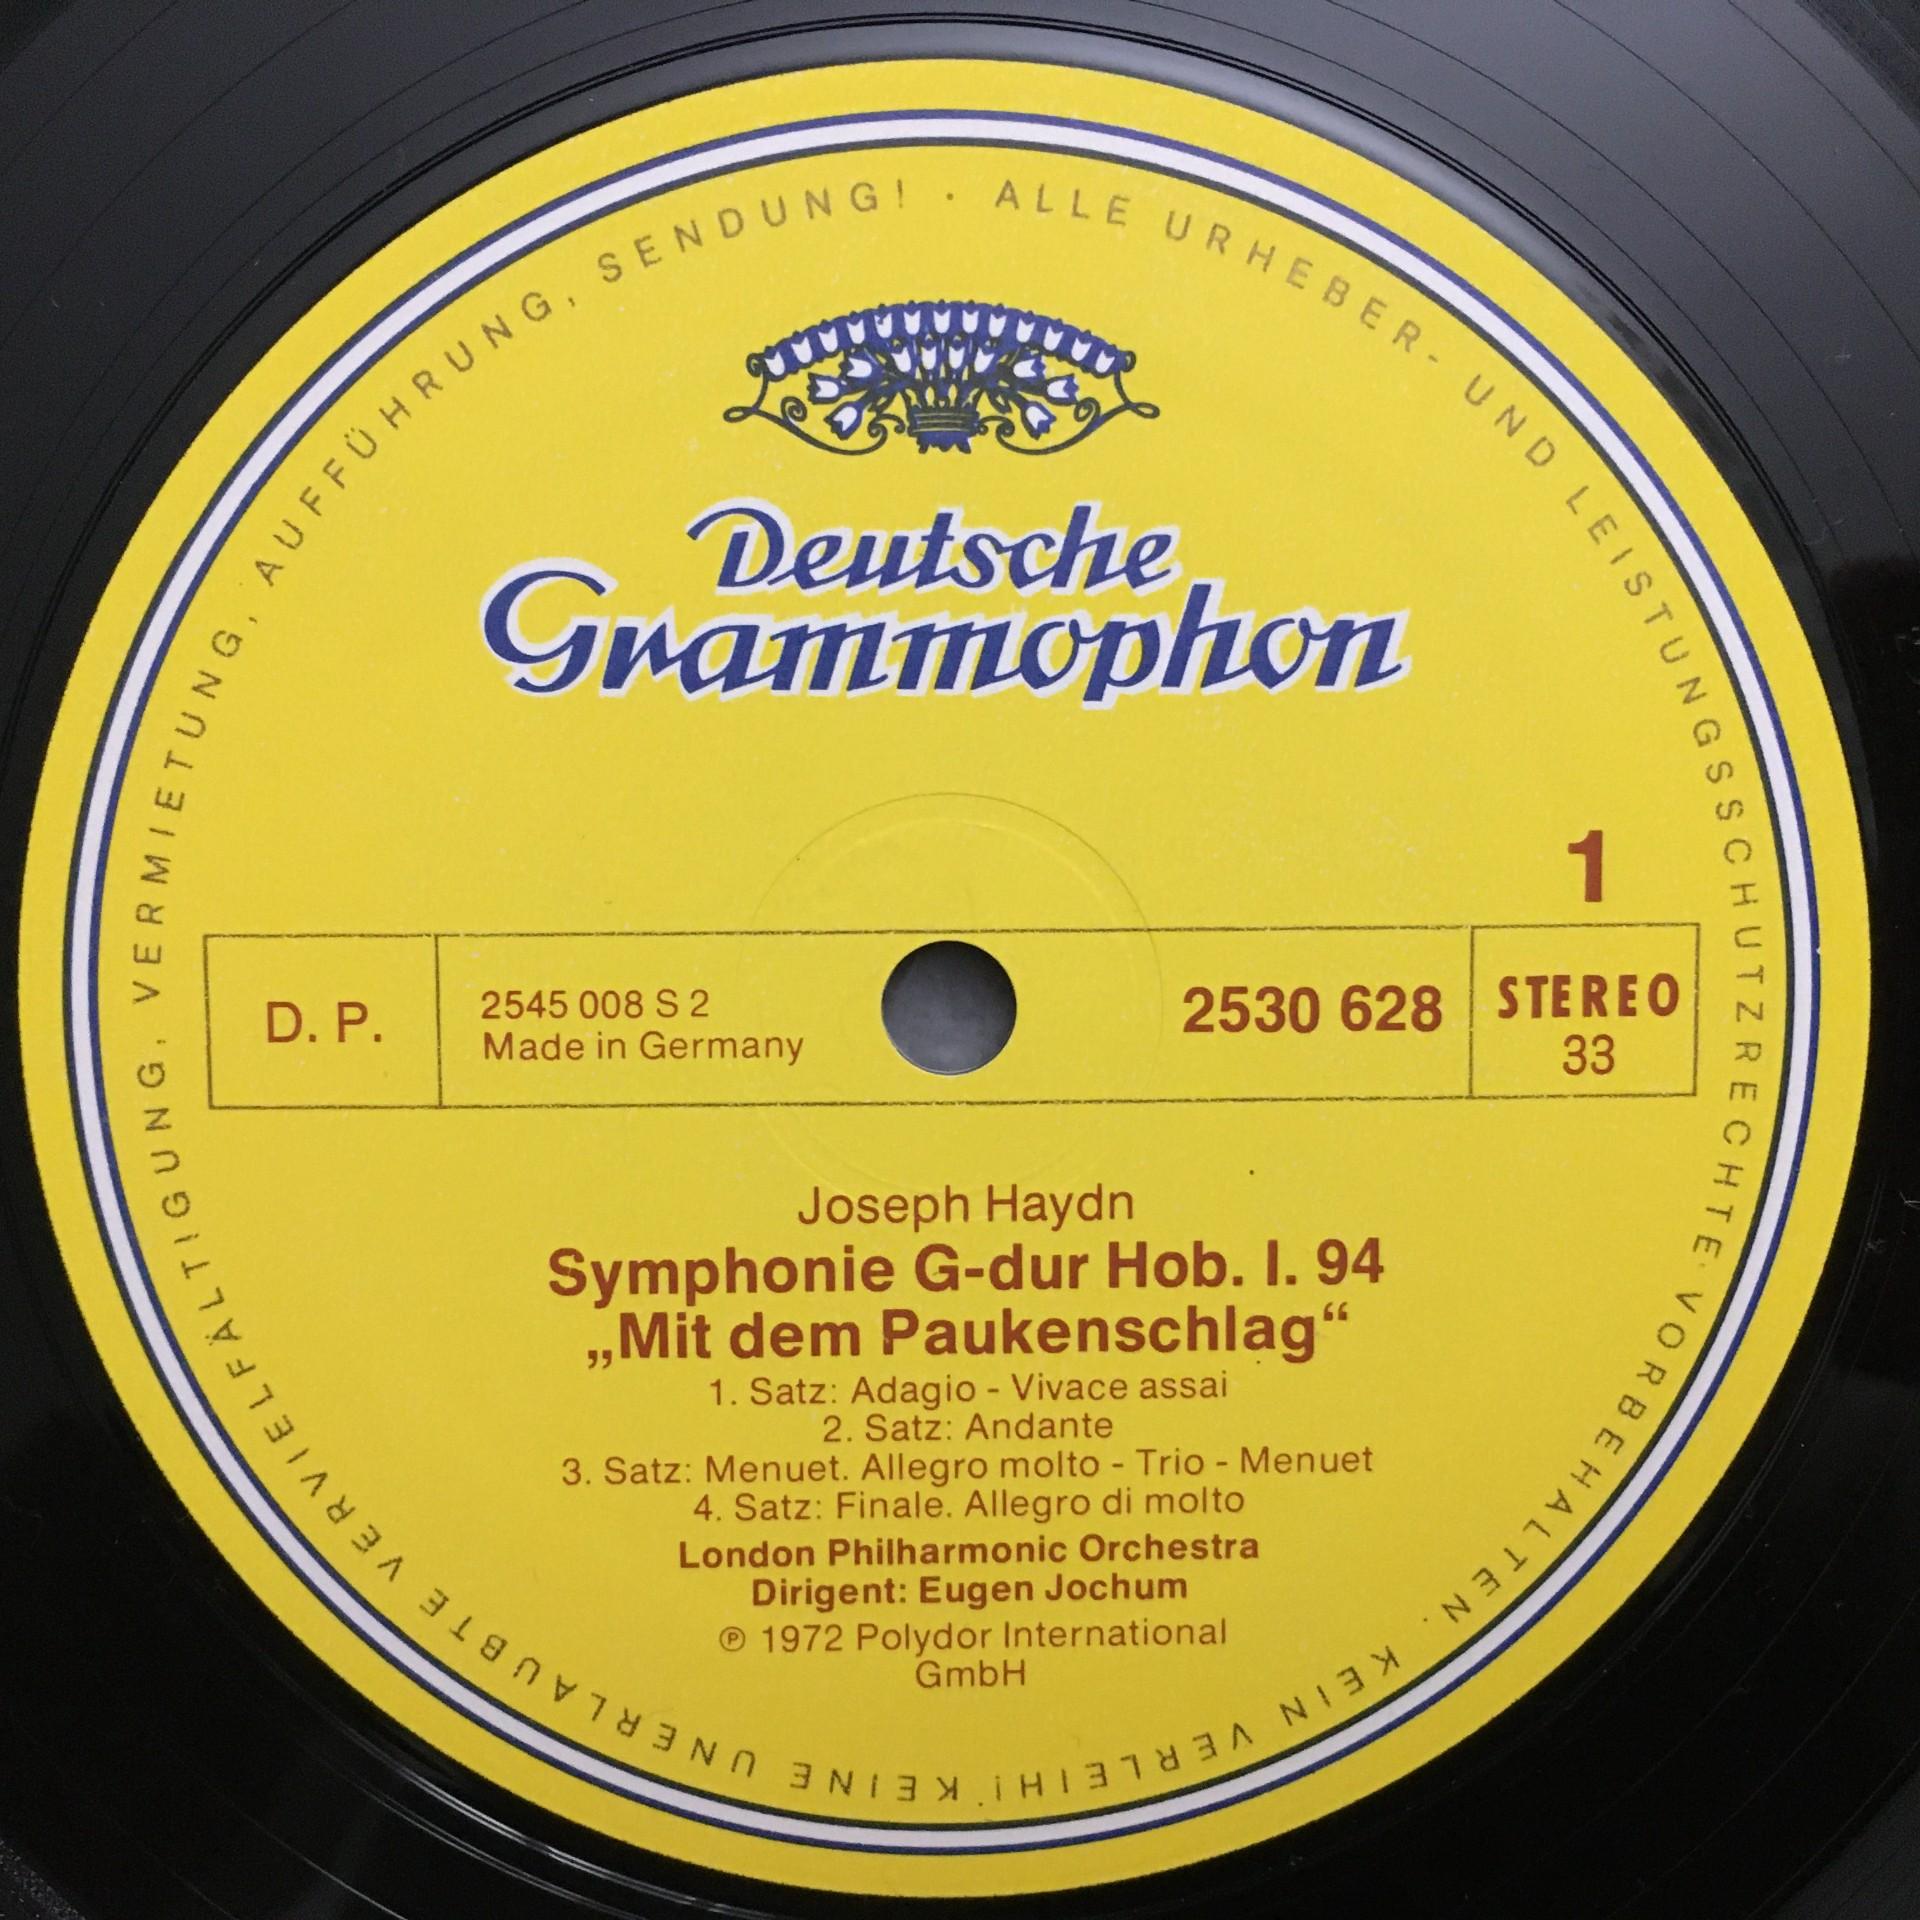 Deutsche
Grammophon
1
D. P.
2545 008 S 2
Made in Germany
2530 628
STEREO
33
Joseph Haydn
Symphonie G-dur Hob. I. 94
„Mit dem Paukenschlag“
1. Satz: Adagio - Vivace assai
2. Satz: Andante
3. Satz: Menuet. Allegro molto - Trio - Menuet
4. Satz: Finale. Allegro di molto
London Philharmonic Orchestra
Dirigent: Eugen Jochum
℗ 1972 Polydor International
GmbH
ALLE URHEBER- UND LEISTUNGSSCHUTZRECHTE VORBEHALTEN. KEIN VERLEIH! KEINE UNERLAUBTE VERVIELFÄLTIGUNG, VERMIETUNG, AUFFÜHRUNG, SENDUNG! ·